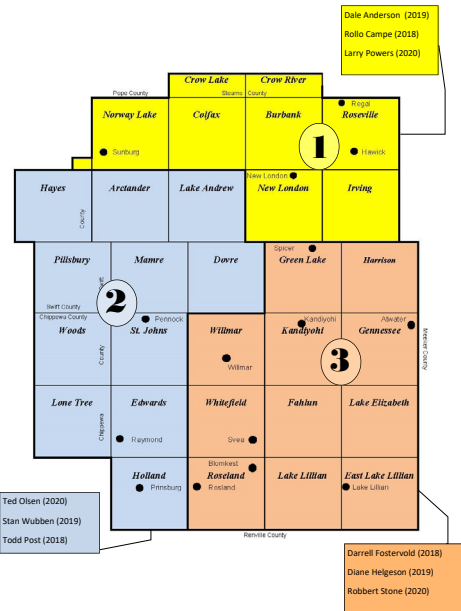 Dale Anderson (2019)
Rollo Campe (2018)
Larry Powers (2020)
Crow Lake Crow River
Pope County Stearns County
Norway Lake Colfax Burbank Roseville
Regal
1
Sunburg Hawick
New London
Hayes Arctander Lake Andrew New London Irving
County
Spicer
Pillsbury Mamre Dovre Green Lake Harrison
Swift
2
Swift County
Chippewa County
Pennock Kandiyohi Atwater
Woods St. Johns Willmar Kandiyohi Gennessee
Meeker County
County
3
Willmar
Lone Tree Edwards Whitefield Fahlun Lake Elizabeth
Chippewa
Raymond Svea
Blomkest
Holland Roseland Lake Lillian East Lake Lillian
Prinsburg Rosland Lake Lillian
Renville County
Ted Olsen (2020)
Stan Wubben (2019)
Todd Post (2018)
Darrell Fostervold (2018)
Diane Helgeson (2019)
Robbert Stone (2020)